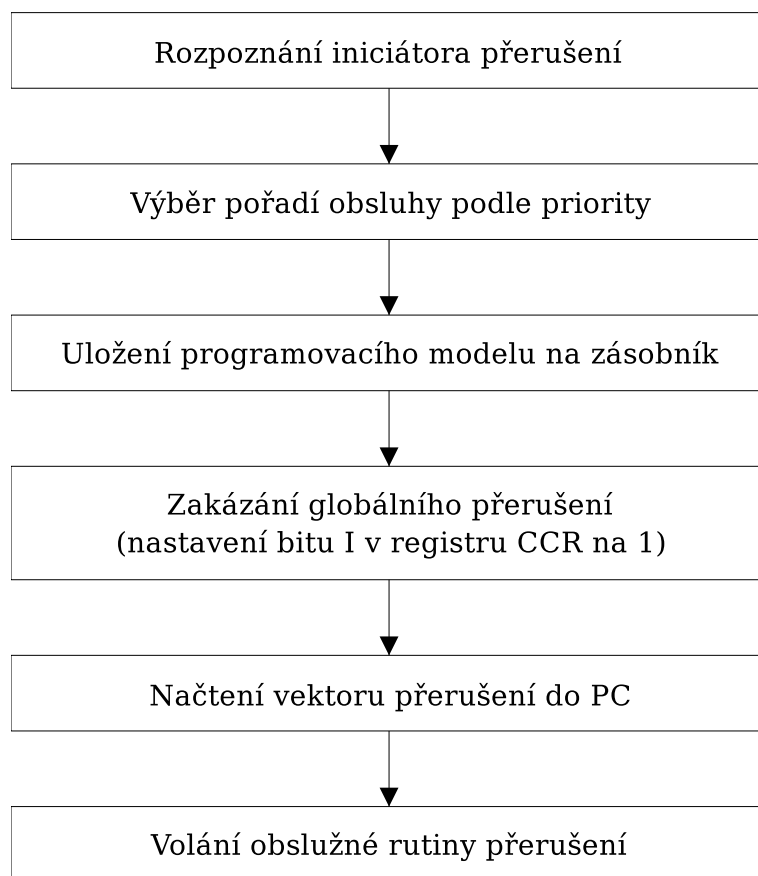 Rozpoznání iniciátora přerušení
Výběr pořadí obsluhy podle priority
Uložení programovacího modelu na zásobník
Zakázání globálního přerušení
(nastavení bitu I v registru CCR na 1)
Načtení vektoru přerušení do PC
Volání obslužné rutiny přerušení